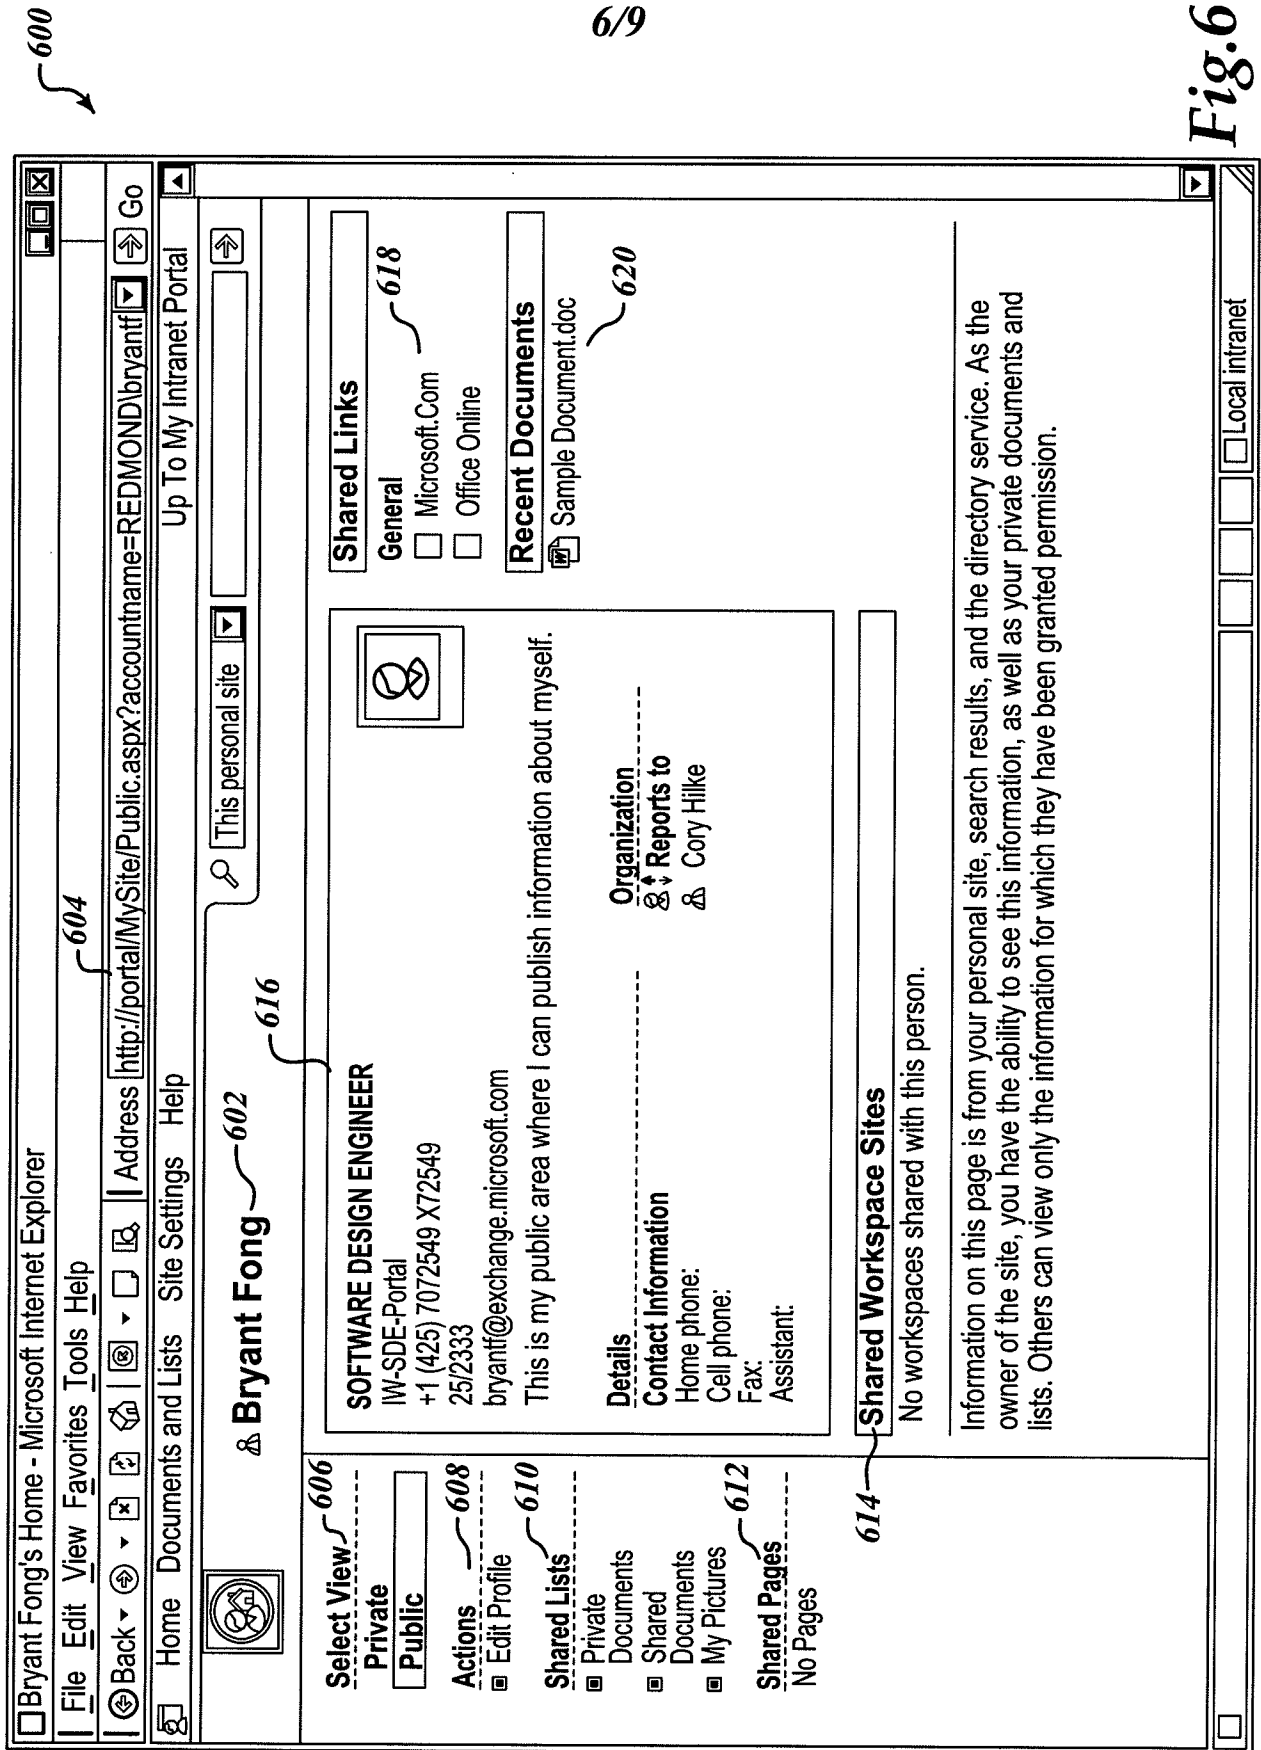 6/9
600
Bryant Fong's Home - Microsoft Internet Explorer
File Edit View Favorites Tools Help
604
Back Address http://portal/MySite/Public.aspx?accountname=REDMOND\bryantf Go
Home Documents and Lists Site Settings Help Up To My Intranet Portal
Bryant Fong 602
This personal site
Select View 606
Private
Public
Actions 608
Edit Profile
Shared Lists 610
Private
Documents
Shared
Documents
My Pictures
Shared Pages 612
No Pages
616
SOFTWARE DESIGN ENGINEER
IW-SDE-Portal
+1 (425) 7072549 X72549
25/2333
bryantf@exchange.microsoft.com
This is my public area where I can publish information about myself.
Details
Contact Information
Home phone:
Cell phone:
Fax:
Assistant:
Organization
Reports to
Cory Hilke
614
Shared Workspace Sites
No workspaces shared with this person.
Shared Links
General 618
Microsoft.Com
Office Online
Recent Documents
W Sample Document.doc
620
Information on this page is from your personal site, search results, and the directory service. As the
owner of the site, you have the ability to see this information, as well as your private documents and
lists. Others can view only the information for which they have been granted permission.
Local intranet
Fig.6